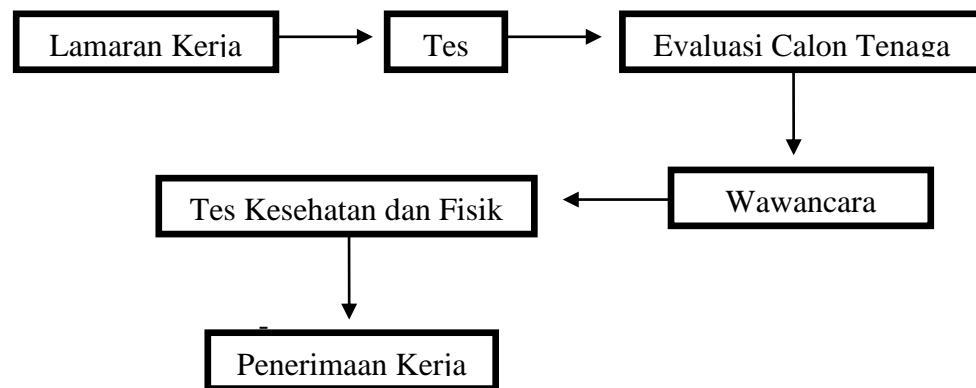 Lamaran Kerja
Tes
Evaluasi Calon Tenaga
Wawancara
Tes Kesehatan dan Fisik
Penerimaan Kerja